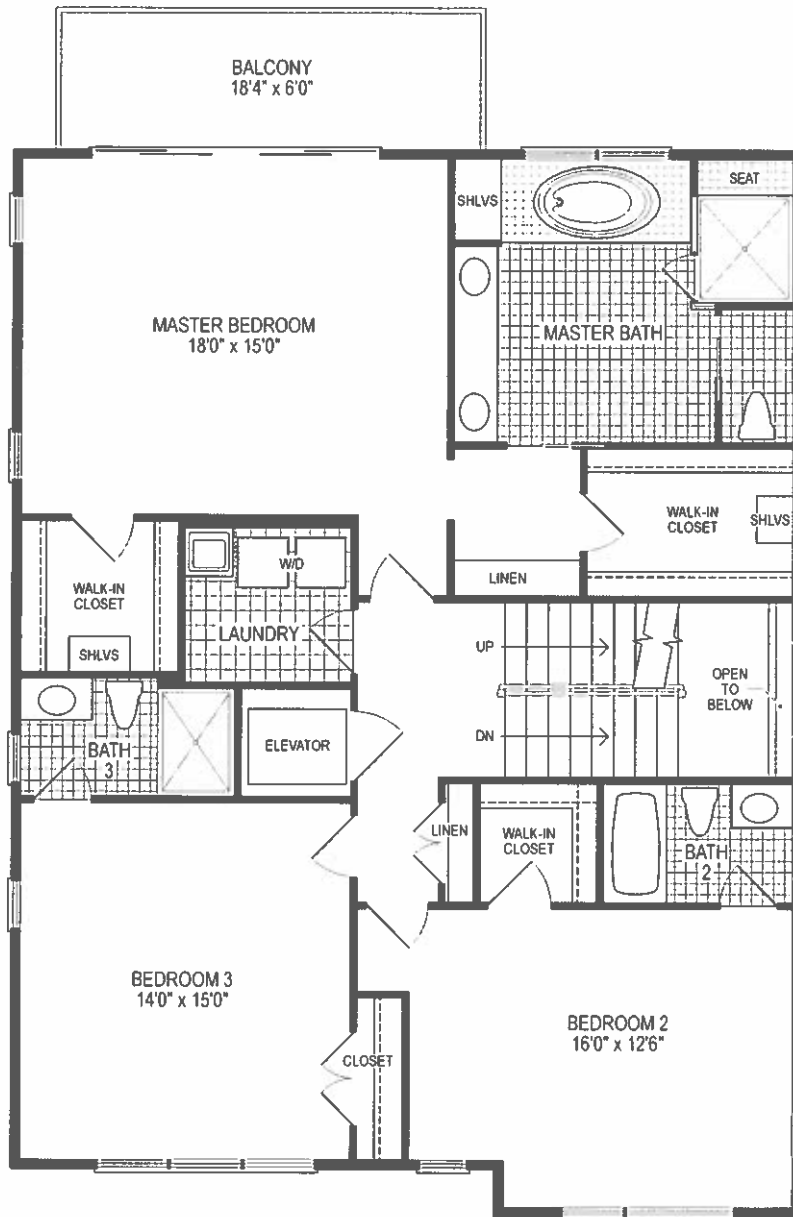 BALCONY
18'4" x 6'0"
SHLVS
SEAT
MASTER BEDROOM
18'0" x 15'0"
MASTER BATH
WALK-IN
CLOSET
SHLVS
W/D
LINEN
WALK-IN
CLOSET
SHLVS
LAUNDRY
UP
OPEN
TO
BELOW
DN
ELEVATOR
BATH
3
LINEN
WALK-IN
CLOSET
BATH
2
BEDROOM 3
14'0" x 15'0"
CLOSET
BEDROOM 2
16'0" x 12'6"